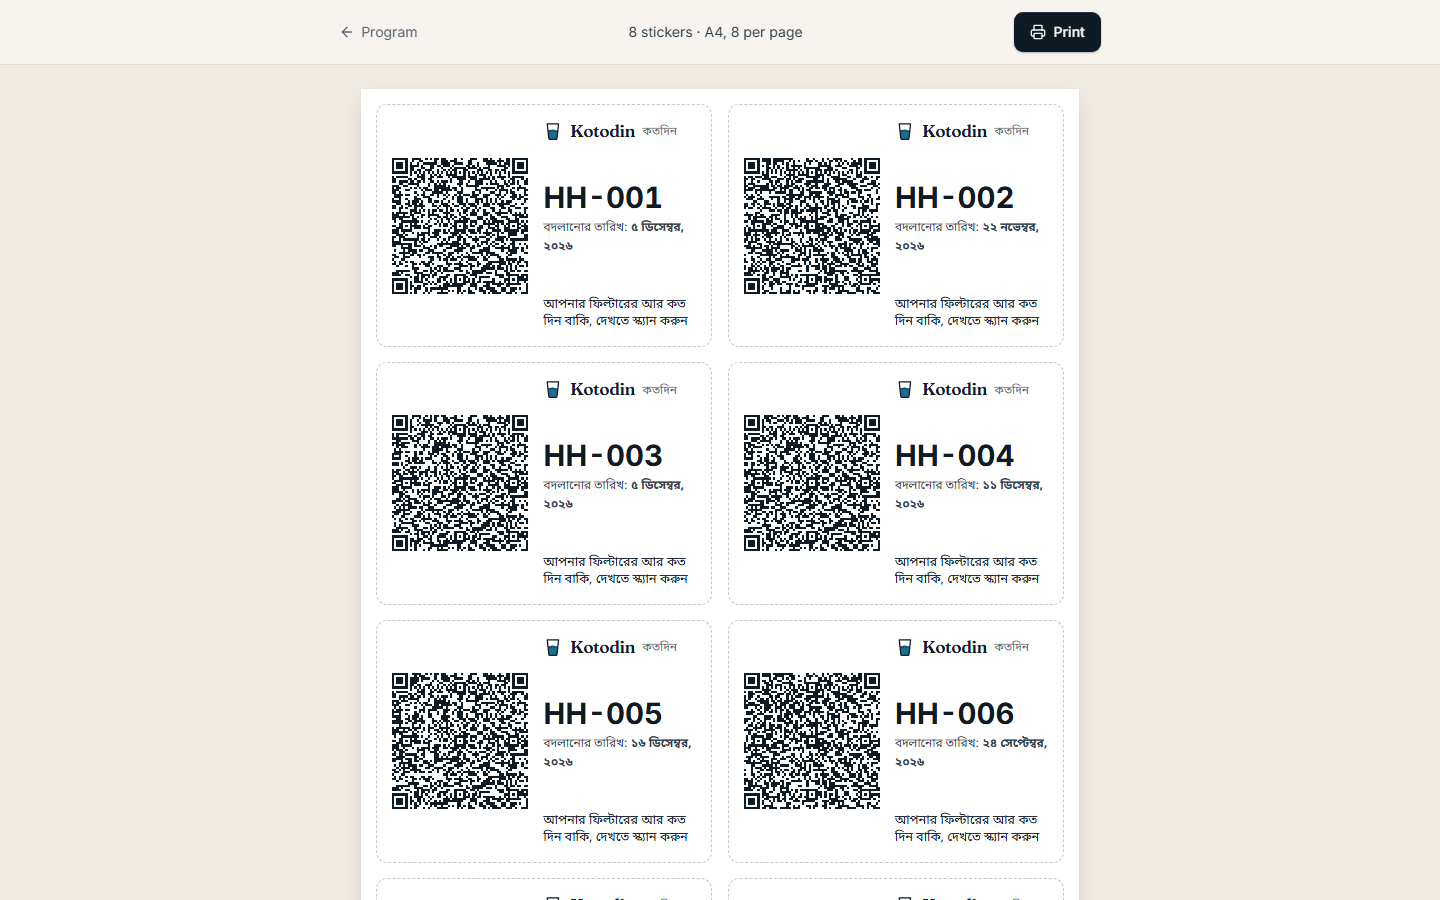 Program
8 stickers · A4, 8 per page
Print
Kotodin কতদিন
HH-001
বদলানোর তারিখ: ৫ ডিসেম্বর,
২০২৬
আপনার ফিল্টারের আর কত
দিন বাকি, দেখতে স্ক্যান করুন
Kotodin কতদিন
HH-002
বদলানোর তারিখ: ২২ নভেম্বর,
২০২৬
আপনার ফিল্টারের আর কত
দিন বাকি, দেখতে স্ক্যান করুন
Kotodin কতদিন
HH-003
বদলানোর তারিখ: ৫ ডিসেম্বর,
২০২৬
আপনার ফিল্টারের আর কত
দিন বাকি, দেখতে স্ক্যান করুন
Kotodin কতদিন
HH-004
বদলানোর তারিখ: ১১ ডিসেম্বর,
২০২৬
আপনার ফিল্টারের আর কত
দিন বাকি, দেখতে স্ক্যান করুন
Kotodin কতদিন
HH-005
বদলানোর তারিখ: ১৬ ডিসেম্বর,
২০২৬
আপনার ফিল্টারের আর কত
দিন বাকি, দেখতে স্ক্যান করুন
Kotodin কতদিন
HH-006
বদলানোর তারিখ: ২৪ সেপ্টেম্বর,
২০২৬
আপনার ফিল্টারের আর কত
দিন বাকি, দেখতে স্ক্যান করুন